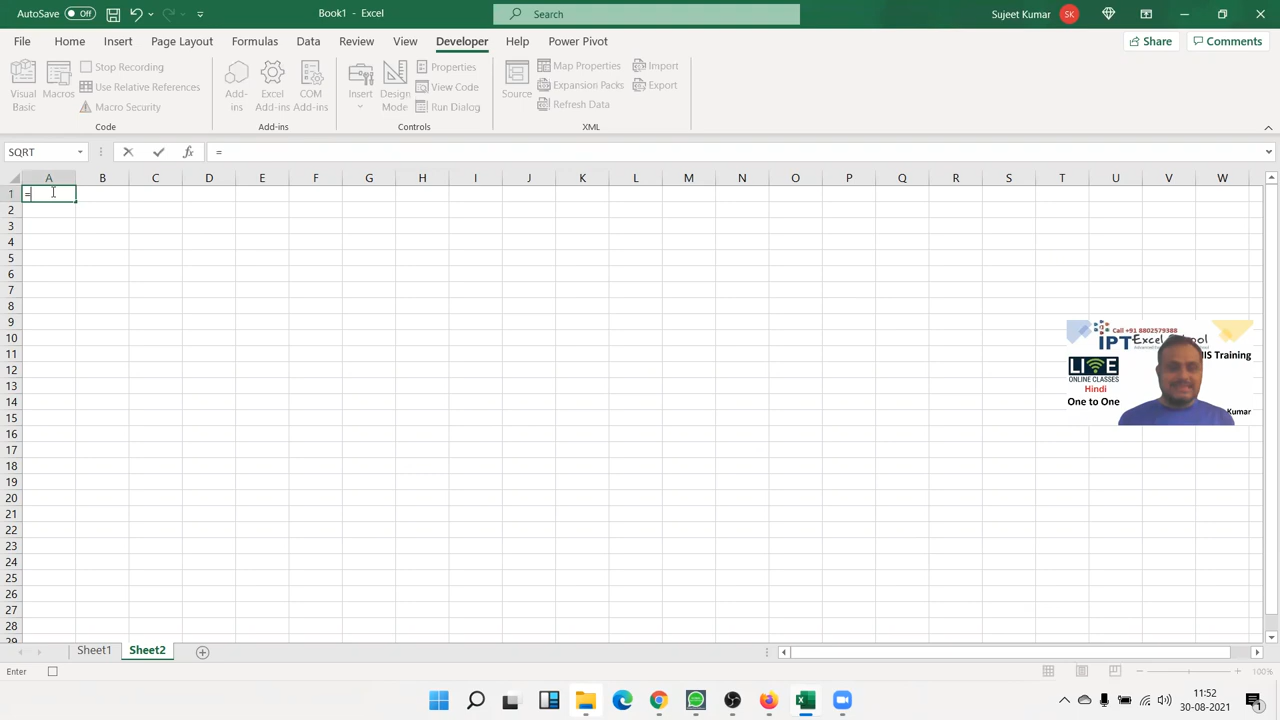 AutoSave Off Book1 - Excel Search Sujeet Kumar SK
File Home Insert Page Layout Formulas Data Review View Developer Help Power Pivot Share Comments
Visual Basic
Macros
Record Macro
Stop Recording
Use Relative References
Macro Security
Code
Add-ins
Excel Add-ins
COM Add-ins
Add-ins
Insert
Design Mode
Properties
View Code
Run Dialog
Controls
Source
Map Properties
Expansion Packs
Refresh Data
Import
Export
XML
SQRT fx =
A B C D E F G H I J K L M N O P Q R S T U V W
1 =
2
3
4
5
6
7
8
9
10
11
12
13
14
15
16
17
18
19
20
21
22
23
24
25
26
27
28
29
Call +91 8802579388
IPT Excel School
LIVE
ONLINE CLASSES
Hindi
One to One
IIS Training
Kumar
Sheet1 Sheet2
Enter 100%
11:52
30-08-2021
1